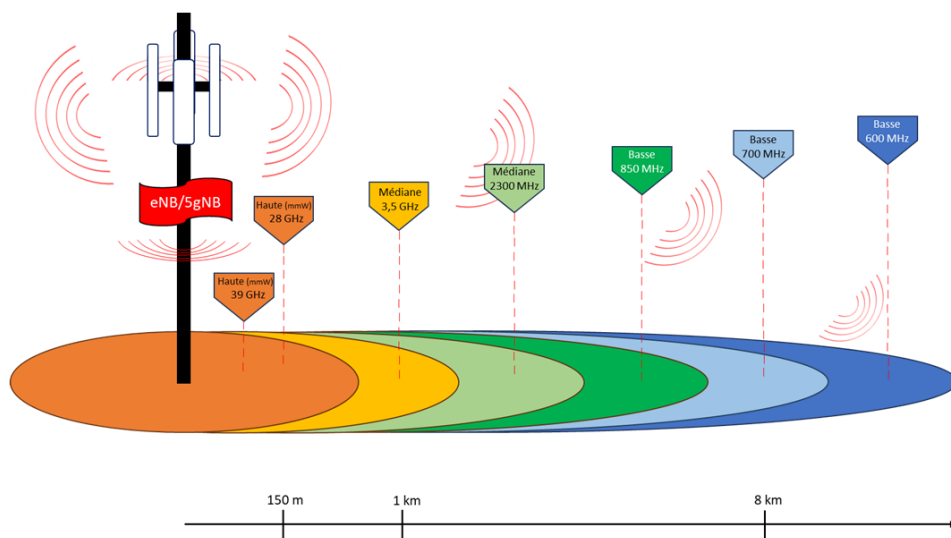 Basse
600 MHz
Basse
700 MHz
Basse
850 MHz
Médiane
2300 MHz
Médiane
3,5 GHz
eNB/5gNB
Haute (mmW)
28 GHz
Haute (mmW)
39 GHz
150 m
1 km
8 km